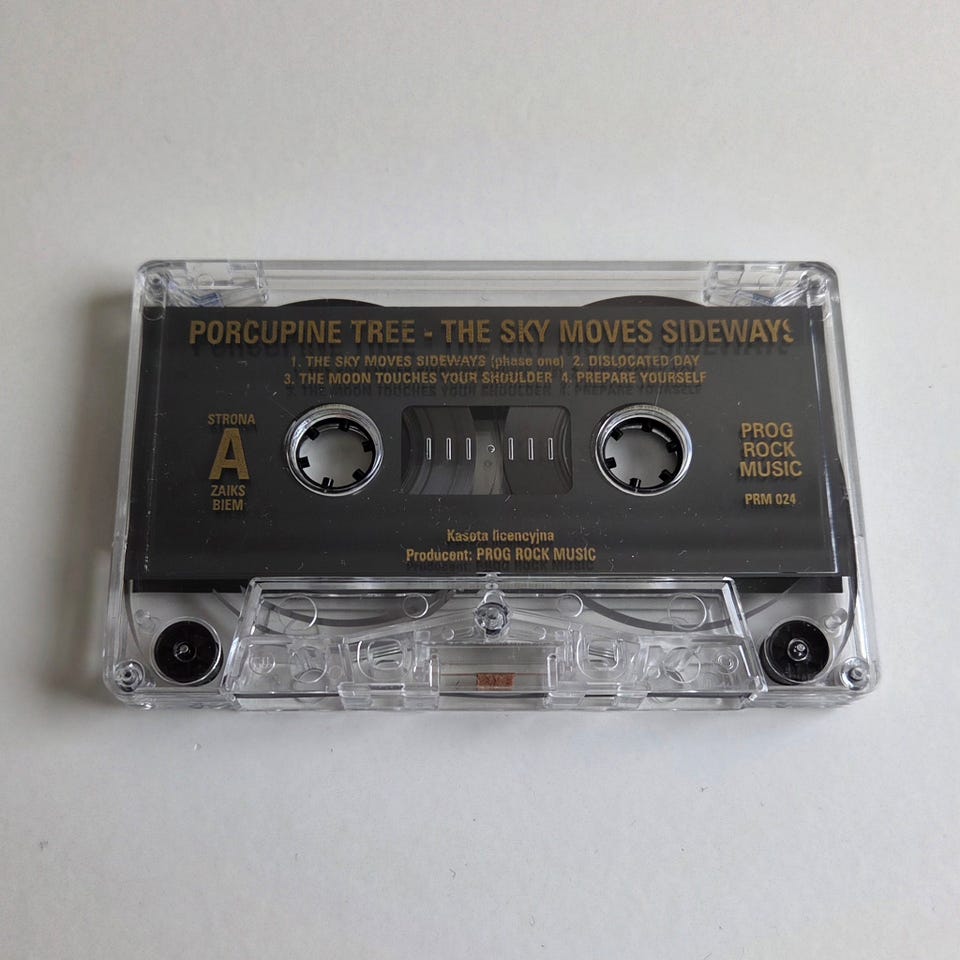 PORCUPINE TREE - THE SKY MOVES SIDEWAYS
1. THE SKY MOVES SIDEWAYS (phase one) 2. DISLOCATED DAY
3. THE MOON TOUCHES YOUR SHOULDER 4. PREPARE YOURSELF
STRONA
A
ZAIKS
BIEM
PROG
ROCK
MUSIC
PRM 024
Kaseta licencyjna
Producent: PROG ROCK MUSIC